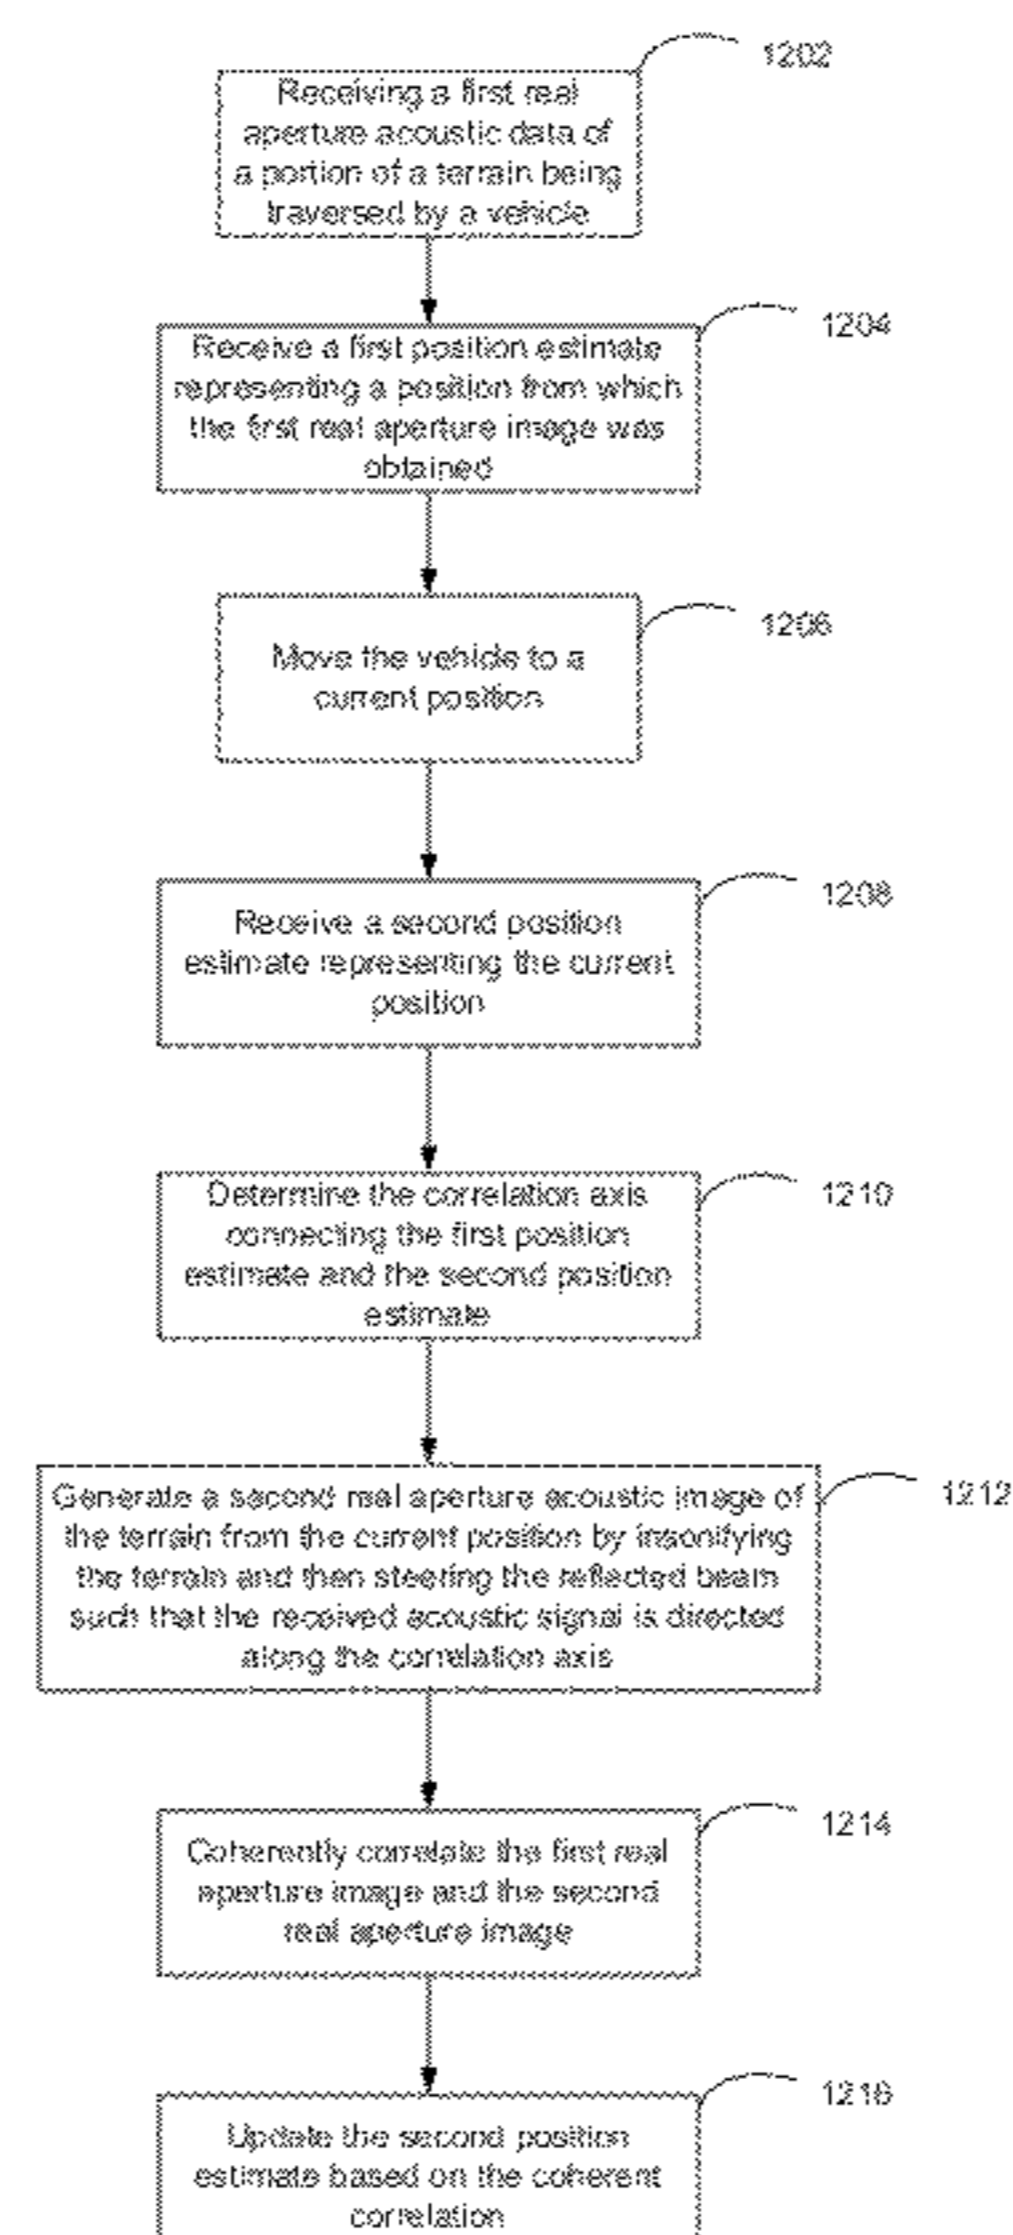 1202
Receiving a first real
aperture acoustic data of
a portion of a terrain being
traversed by a vehicle
1204
Receive a first position estimate
representing a position from which
the first real aperture image was
obtained
1206
Move the vehicle to a
current position
1208
Receive a second position
estimate representing the current
position
1210
Determine the correlation axis
connecting the first position
estimate and the second position
estimate
1212
Generate a second real aperture acoustic image of
the terrain from the current position by insonifying
the terrain and then steering the reflected beam
such that the received acoustic signal is directed
along the correlation axis
1214
Coherently correlate the first real
aperture image and the second
real aperture image
1216
Update the second position
estimate based on the coherent
correlation